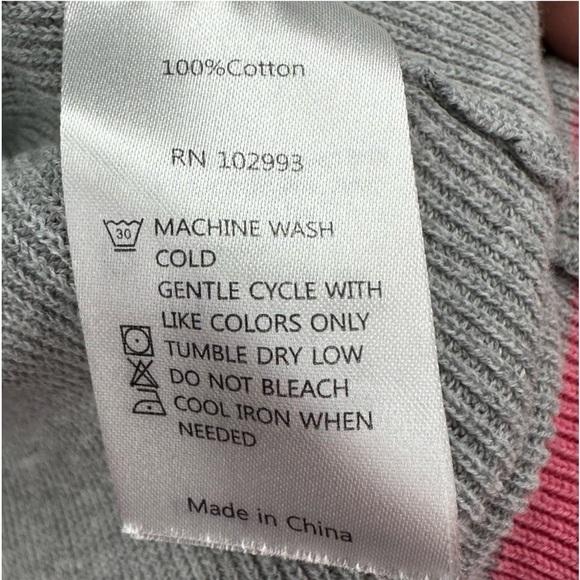 100%Cotton
RN 102993
30 MACHINE WASH
COLD
GENTLE CYCLE WITH
LIKE COLORS ONLY
TUMBLE DRY LOW
DO NOT BLEACH
COOL IRON WHEN
NEEDED
Made in China